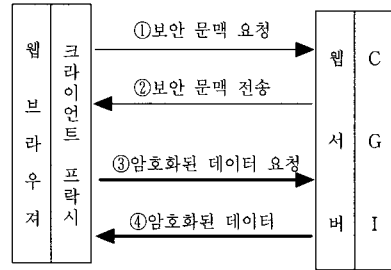 웹 브라우져
크라이언트 프락시
①보안 문맥 요청
②보안 문맥 전송
③암호화된 데이터 요청
④암호화된 데이터
웹 서 버
C G I